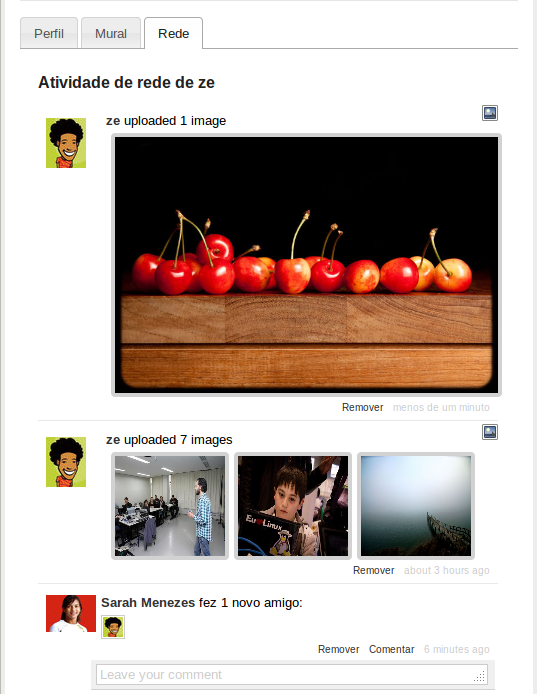 Perfil Mural Rede
Atividade de rede de ze
ze uploaded 1 image
Remover menos de um minuto
ze uploaded 7 images
Linux
Remover about 3 hours ago
Sarah Menezes fez 1 novo amigo:
Remover Comentar 6 minutes ago
Leave your comment